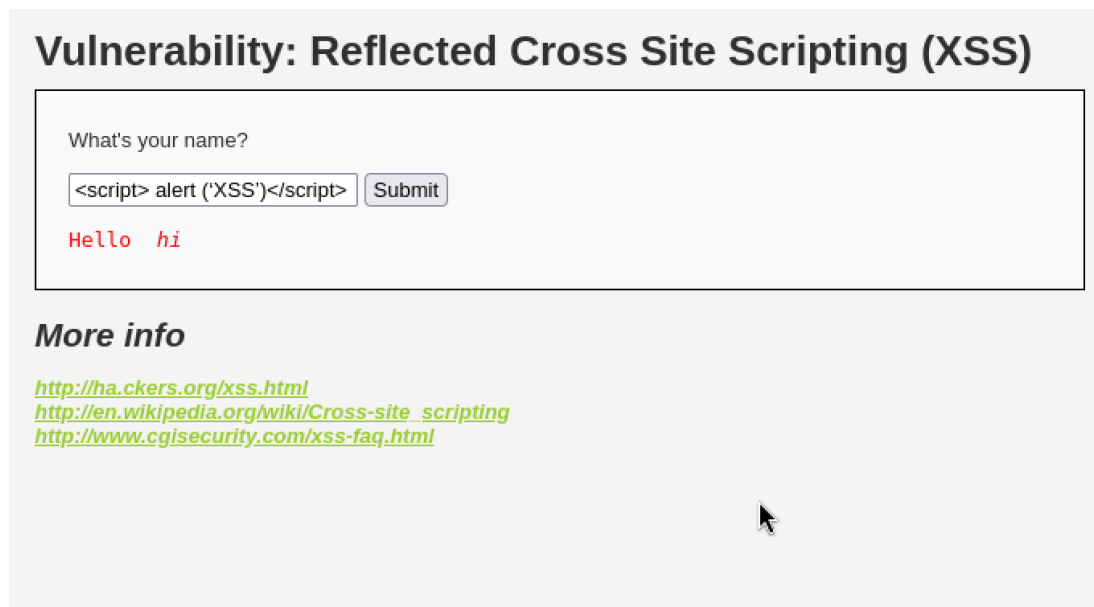 Vulnerability: Reflected Cross Site Scripting (XSS)
What's your name?
<script> alert (‘XSS’)</script> Submit
Hello hi
More info
http://ha.ckers.org/xss.html
http://en.wikipedia.org/wiki/Cross-site_scripting
http://www.cgisecurity.com/xss-faq.html